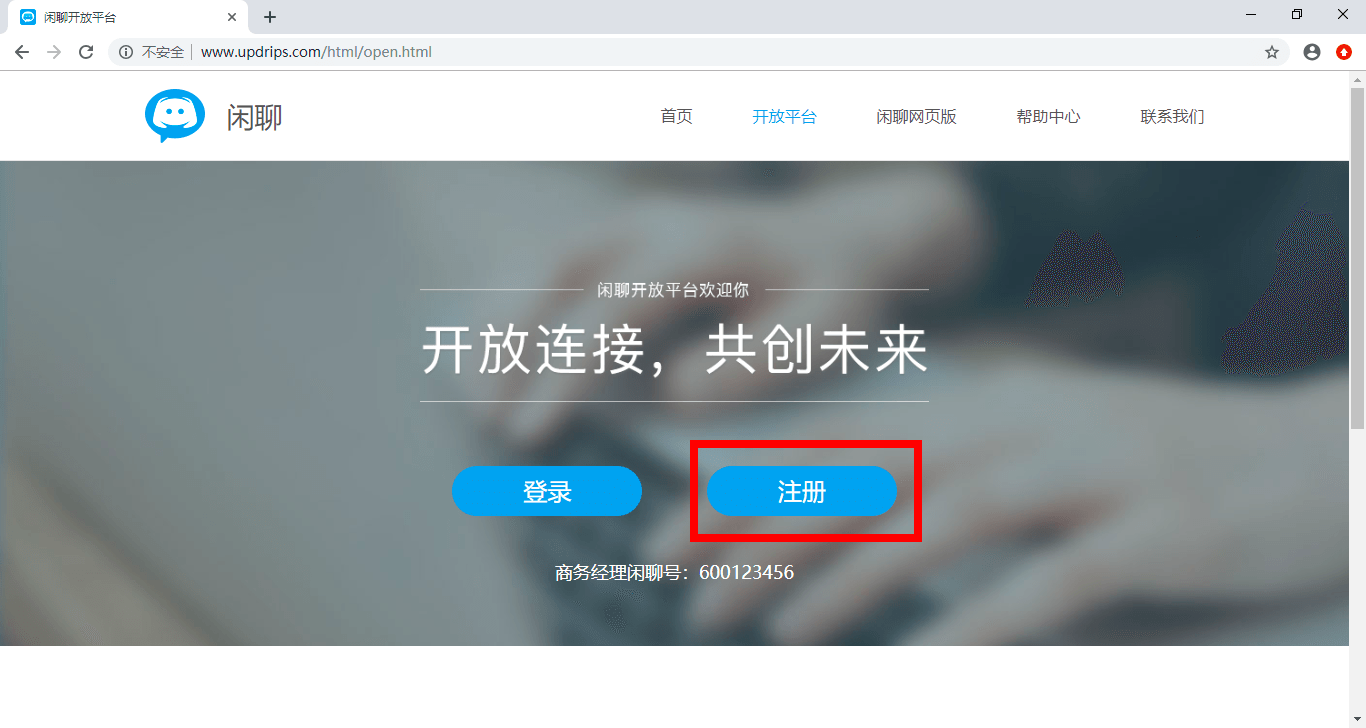 闲聊开放平台
不安全 www.updrips.com/html/open.html
闲聊
首页 开放平台 闲聊网页版 帮助中心 联系我们
闲聊开放平台欢迎你
开放连接，共创未来
登录 注册
商务经理闲聊号：600123456